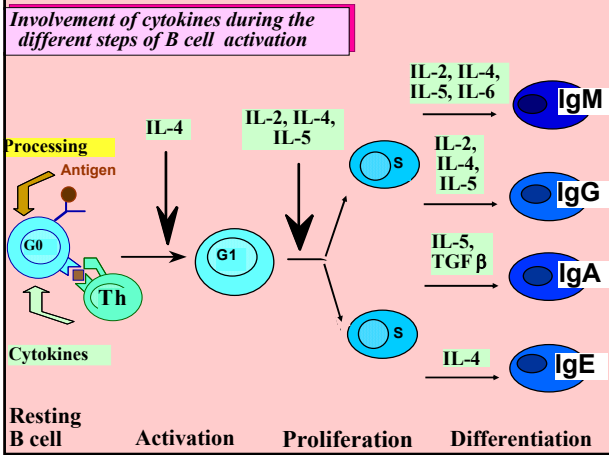 Involvement of cytokines during the
different steps of B cell activation
IL-2, IL-4,
IL-5, IL-6
IgM
IL-4
IL-2, IL-4,
IL-5
Processing
Antigen
S
IL-2,
IL-4,
IL-5
IgG
G0
G1
Th
IL-5,
TGF β
IgA
S
Cytokines
IL-4
IgE
Resting
B cell
Activation
Proliferation
Differentiation